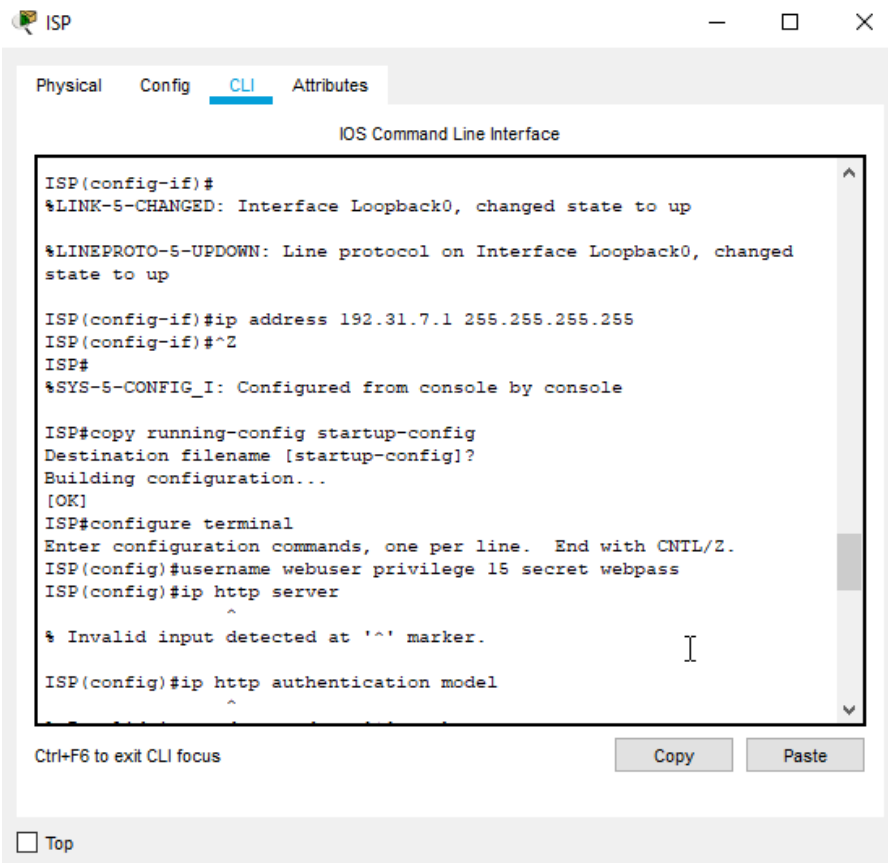 ISP
Physical Config CLI Attributes
IOS Command Line Interface
ISP(config-if)#
%LINK-5-CHANGED: Interface Loopback0, changed state to up
%LINEPROTO-5-UPDOWN: Line protocol on Interface Loopback0, changed
state to up
ISP(config-if)#ip address 192.31.7.1 255.255.255.255
ISP(config-if)#^Z
ISP#
%SYS-5-CONFIG_I: Configured from console by console
ISP#copy running-config startup-config
Destination filename [startup-config]?
Building configuration...
[OK]
ISP#configure terminal
Enter configuration commands, one per line.  End with CNTL/Z.
ISP(config)#username webuser privilege 15 secret webpass
ISP(config)#ip http server
^
% Invalid input detected at '^' marker.
ISP(config)#ip http authentication model
^
Ctrl+F6 to exit CLI focus
Copy Paste
Top